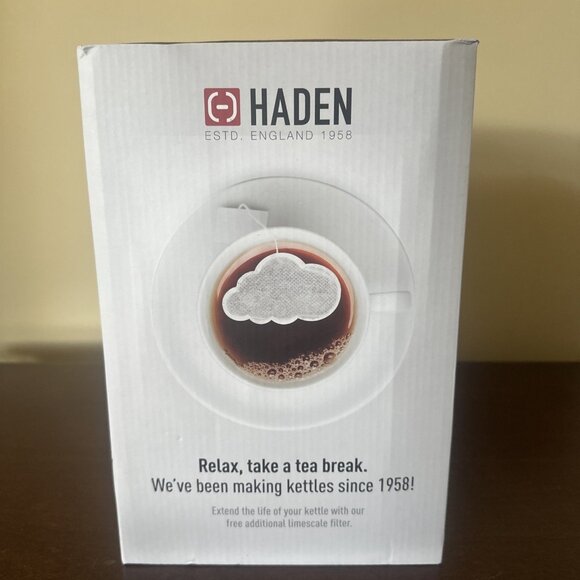 HADEN
ESTD. ENGLAND 1958
Relax, take a tea break.
We've been making kettles since 1958!
Extend the life of your kettle with our
free additional limescale filter.